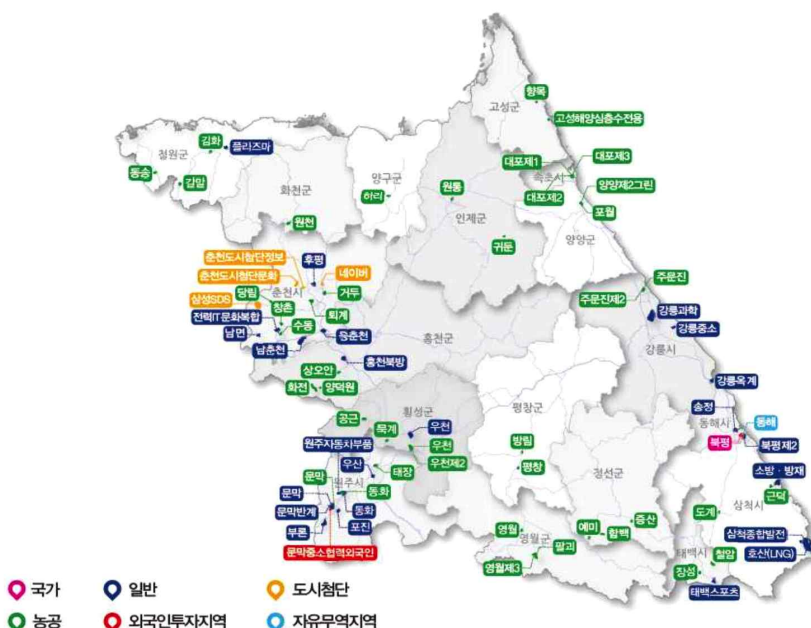 고성군
향목
고성해양심층수전용
김화
플라즈마
철원군
동송
갈말
화천군
양구군
하리
원천
원통
인제군
귀둔
대포제1
대포제3
속초시
대포제2
양양제2그린
포월
양양군
춘천도시첨단정보
후평
춘천도시첨단문화
네이버
춘천시
당림
거두
삼성SDS
창촌
퇴계
전력IT문화복합
수동
남면
남춘천
동춘천
홍천군
홍천북방
상오안
화전
양덕원
주문진
주문진제2
강릉과학
강릉중소
강릉시
강릉옥계
평창군
송정
동해시
동해
북평
북평제2
공근
횡성군
묵계
우천
원주자동차부품
우천
우천제2
우산
태장
문막
원주시
동화
문막
문막반계
동화
부론
포진
문막중소협력외국인
방림
평창
정선군
소방·방재
근덕
삼척시
도계
영월
영월군
예미
함백
증산
팔괴
영월제3
삼척종합발전
호산(LNG)
태백시
철암
장성
태백스포츠
국가
일반
도시첨단
농공
외국인투자지역
자유무역지역